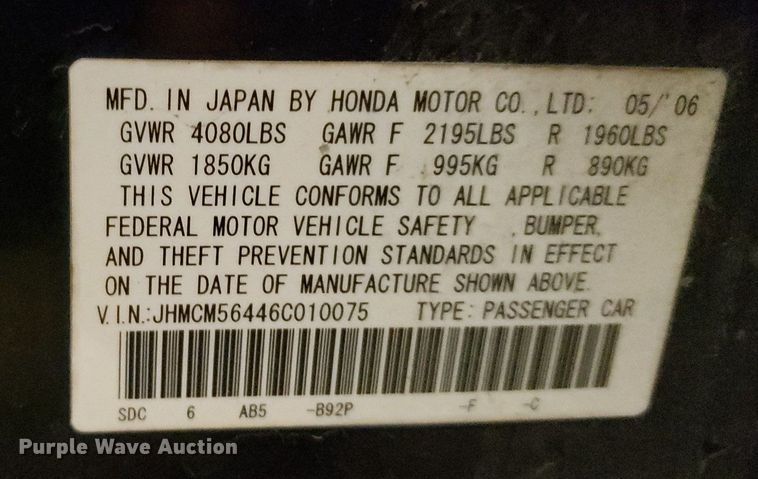 MFD. IN JAPAN BY HONDA MOTOR CO., LTD: 05/'06
GVWR 4080LBS GAWR F 2195LBS R 1960LBS
GVWR 1850KG GAWR F 995KG R 890KG
THIS VEHICLE CONFORMS TO ALL APPLICABLE
FEDERAL MOTOR VEHICLE SAFETY , BUMPER,
AND THEFT PREVENTION STANDARDS IN EFFECT
ON THE DATE OF MANUFACTURE SHOWN ABOVE.
V.I.N.:JHMCM56446C010075 TYPE: PASSENGER CAR
SDC 6 AB5 -B92P -F -C
Purple Wave Auction